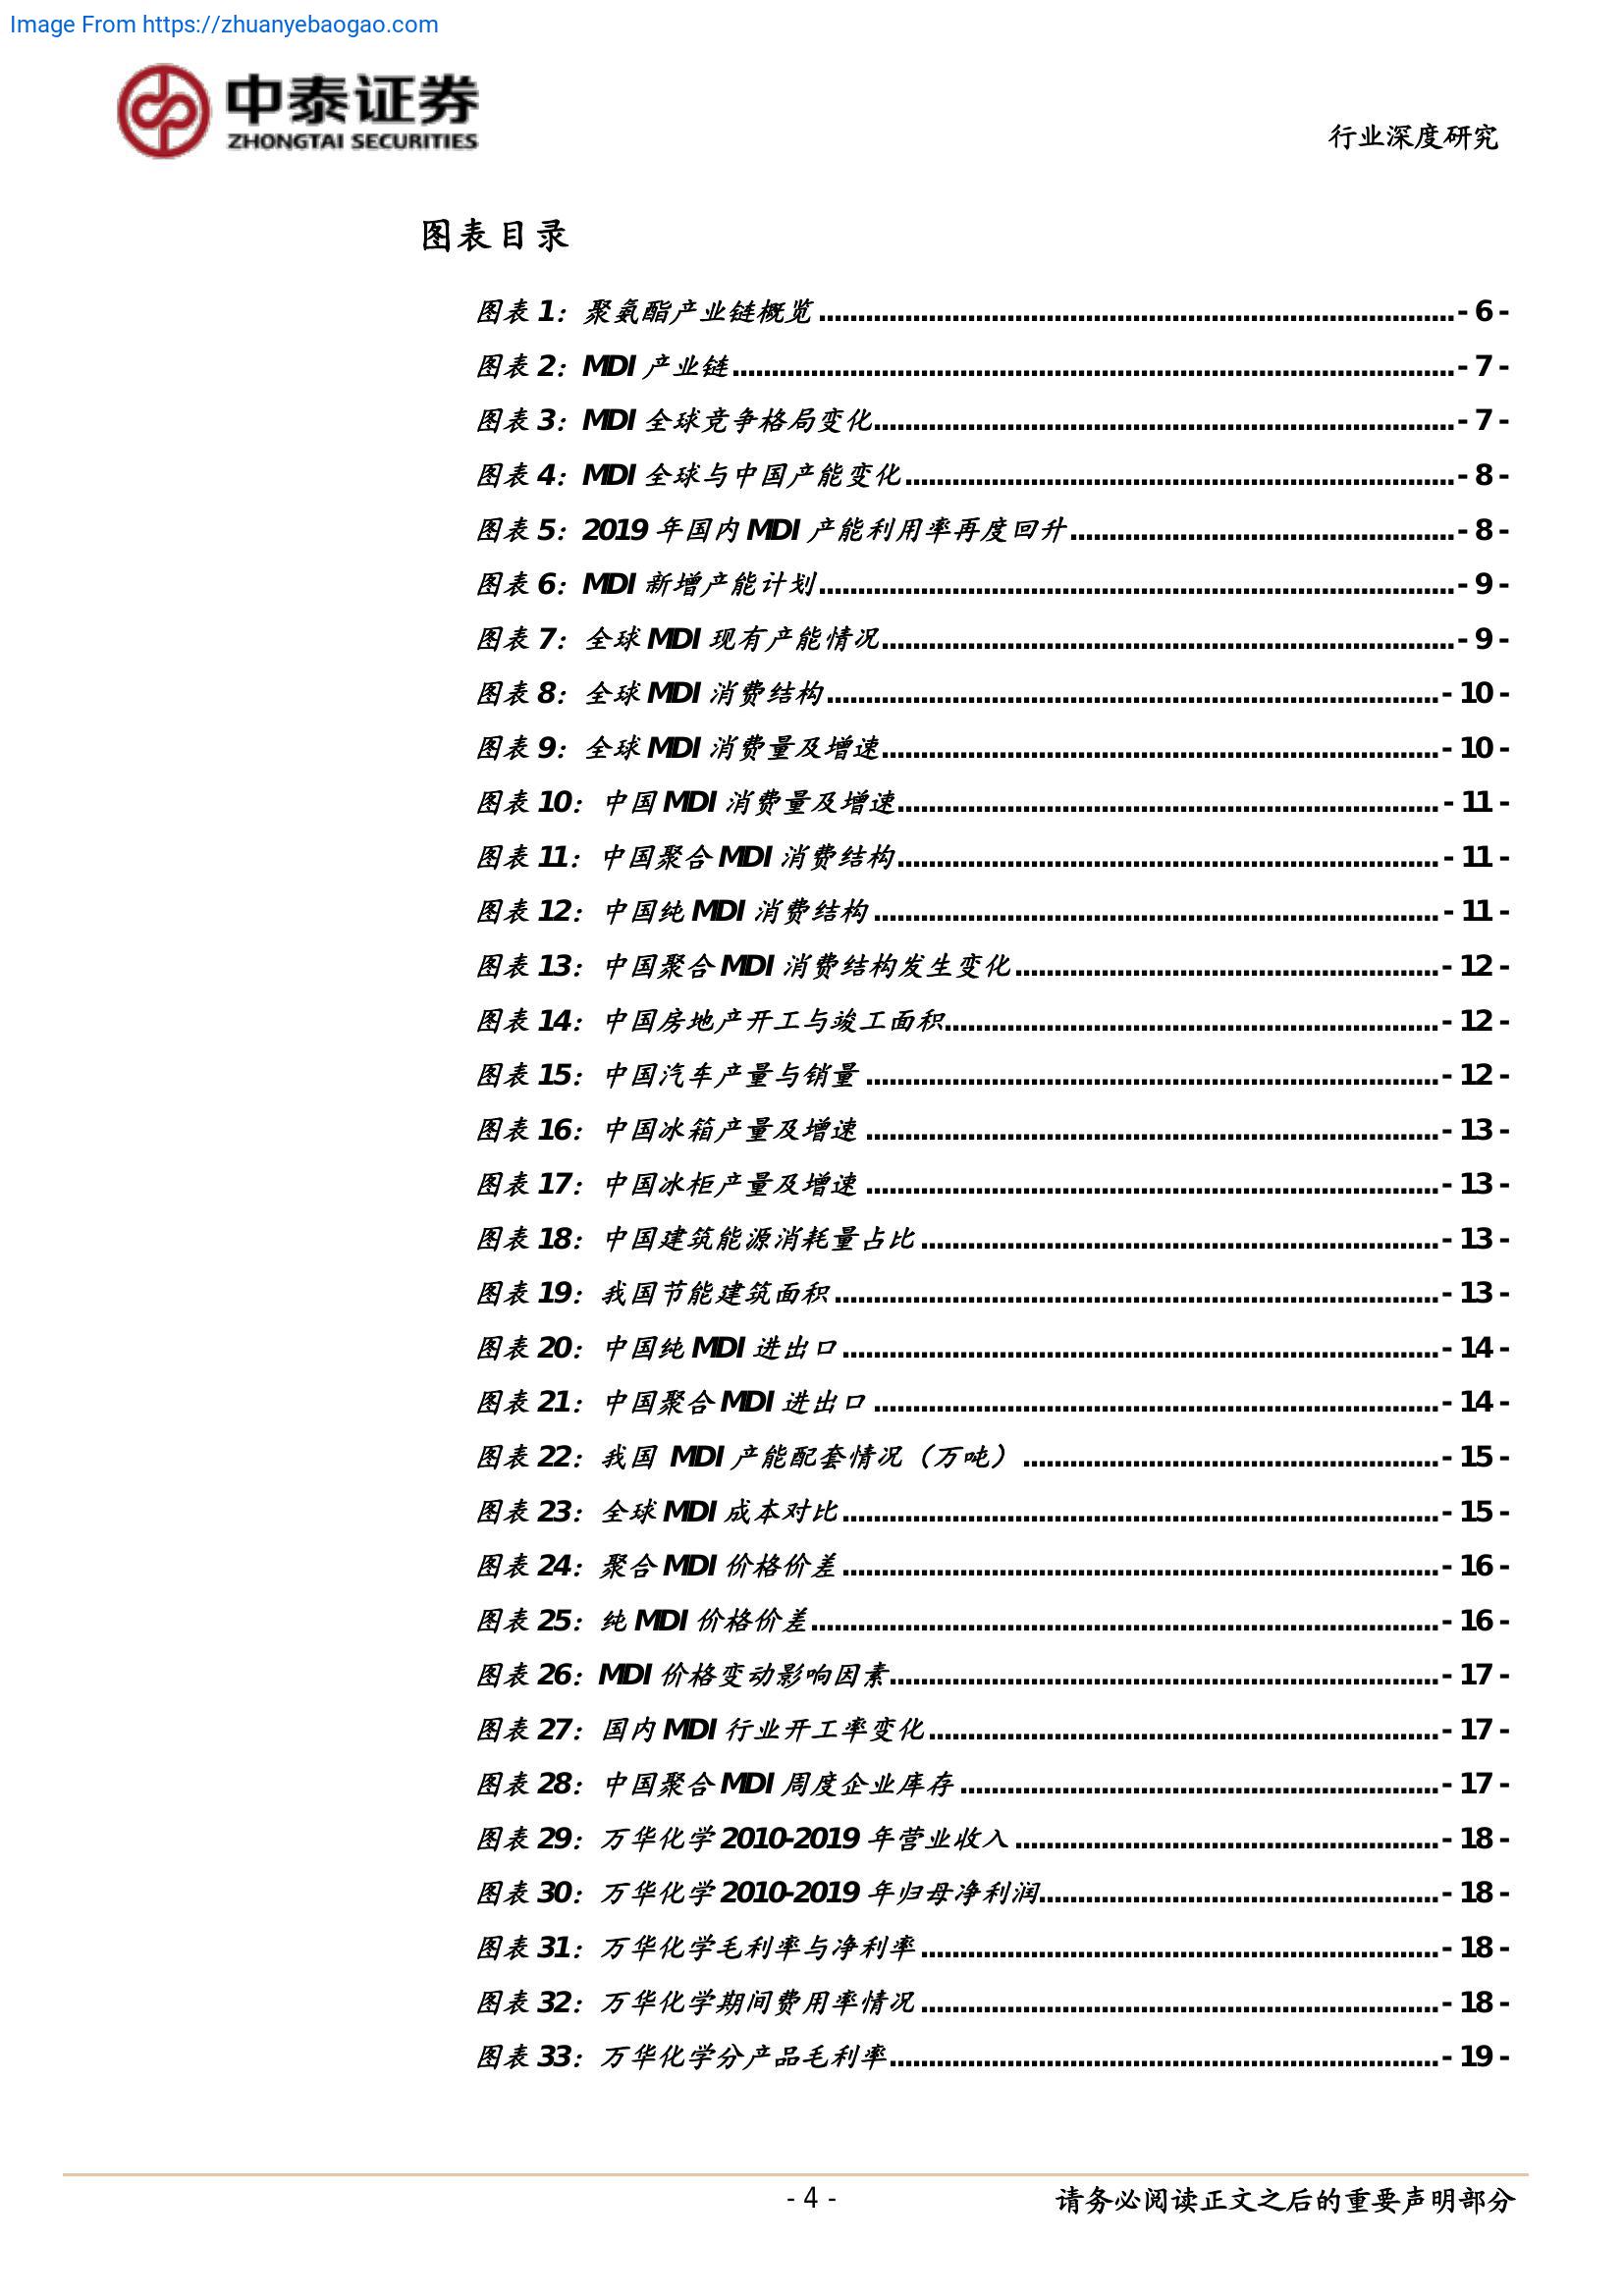 Image From https://zhuanyebaogao.com
中泰证券
ZHONGTAI SECURITIES
行业深度研究
图表目录
图表 1：聚氨酯产业链概览 - 6 -
图表 2：MDI 产业链 - 7 -
图表 3：MDI 全球竞争格局变化 - 7 -
图表 4：MDI 全球与中国产能变化 - 8 -
图表 5：2019 年国内 MDI 产能利用率再度回升 - 8 -
图表 6：MDI 新增产能计划 - 9 -
图表 7：全球 MDI 现有产能情况 - 9 -
图表 8：全球 MDI 消费结构 - 10 -
图表 9：全球 MDI 消费量及增速 - 10 -
图表 10：中国 MDI 消费量及增速 - 11 -
图表 11：中国聚合 MDI 消费结构 - 11 -
图表 12：中国纯 MDI 消费结构 - 11 -
图表 13：中国聚合 MDI 消费结构发生变化 - 12 -
图表 14：中国房地产开工与竣工面积 - 12 -
图表 15：中国汽车产量与销量 - 12 -
图表 16：中国冰箱产量及增速 - 13 -
图表 17：中国冰柜产量及增速 - 13 -
图表 18：中国建筑能源消耗量占比 - 13 -
图表 19：我国节能建筑面积 - 13 -
图表 20：中国纯 MDI 进出口 - 14 -
图表 21：中国聚合 MDI 进出口 - 14 -
图表 22：我国 MDI 产能配套情况（万吨） - 15 -
图表 23：全球 MDI 成本对比 - 15 -
图表 24：聚合 MDI 价格价差 - 16 -
图表 25：纯 MDI 价格价差 - 16 -
图表 26：MDI 价格变动影响因素 - 17 -
图表 27：国内 MDI 行业开工率变化 - 17 -
图表 28：中国聚合 MDI 周度企业库存 - 17 -
图表 29：万华化学 2010-2019 年营业收入 - 18 -
图表 30：万华化学 2010-2019 年归母净利润 - 18 -
图表 31：万华化学毛利率与净利率 - 18 -
图表 32：万华化学期间费用率情况 - 18 -
图表 33：万华化学分产品毛利率 - 19 -
- 4 -
请务必阅读正文之后的重要声明部分